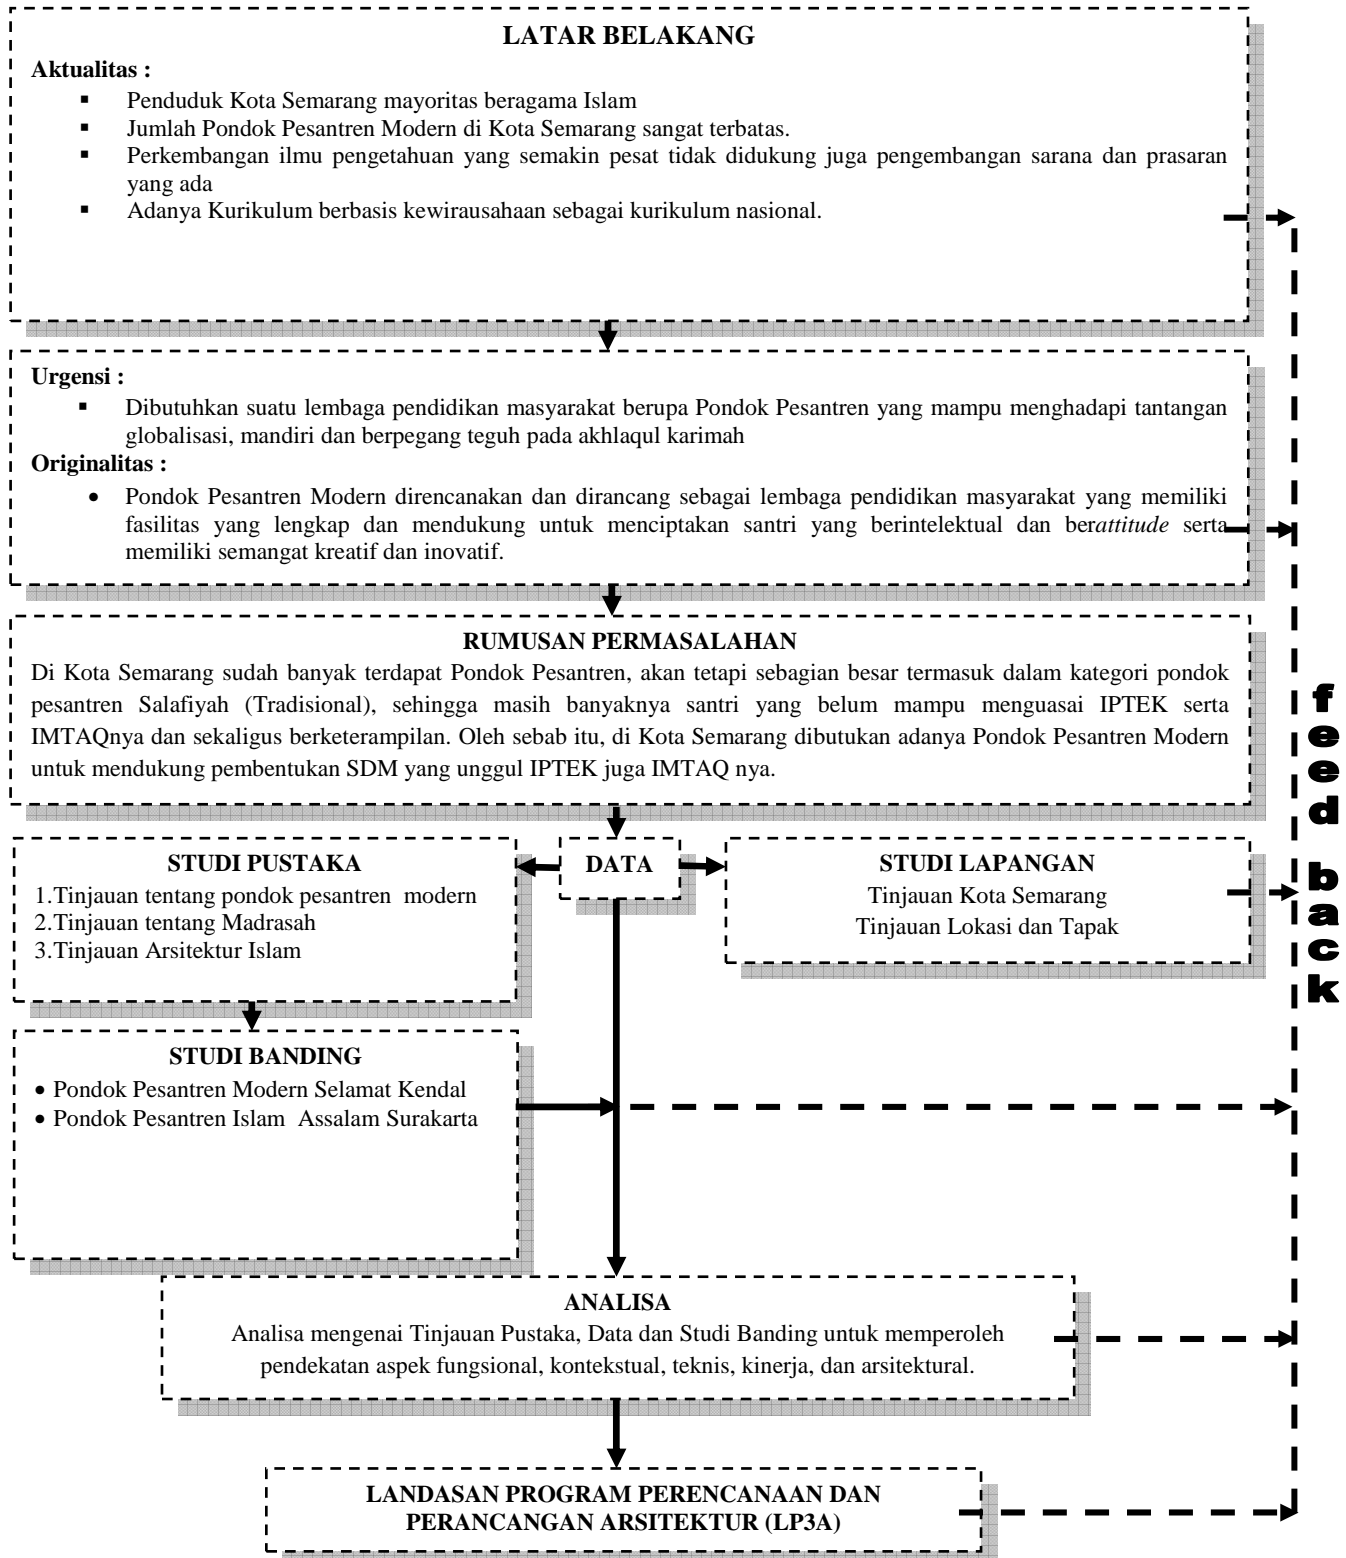 LATAR BELAKANG
Aktualitas :
▪ Penduduk Kota Semarang mayoritas beragama Islam
▪ Jumlah Pondok Pesantren Modern di Kota Semarang sangat terbatas.
▪ Perkembangan ilmu pengetahuan yang semakin pesat tidak didukung juga pengembangan sarana dan prasaran
yang ada
▪ Adanya Kurikulum berbasis kewirausahaan sebagai kurikulum nasional.
Urgensi :
▪ Dibutuhkan suatu lembaga pendidikan masyarakat berupa Pondok Pesantren yang mampu menghadapi tantangan
globalisasi, mandiri dan berpegang teguh pada akhlaqul karimah
Originalitas :
• Pondok Pesantren Modern direncanakan dan dirancang sebagai lembaga pendidikan masyarakat yang memiliki
fasilitas yang lengkap dan mendukung untuk menciptakan santri yang berintelektual dan berattitude serta
memiliki semangat kreatif dan inovatif.
RUMUSAN PERMASALAHAN
Di Kota Semarang sudah banyak terdapat Pondok Pesantren, akan tetapi sebagian besar termasuk dalam kategori pondok
pesantren Salafiyah (Tradisional), sehingga masih banyaknya santri yang belum mampu menguasai IPTEK serta
IMTAQnya dan sekaligus berketerampilan. Oleh sebab itu, di Kota Semarang dibutukan adanya Pondok Pesantren Modern
untuk mendukung pembentukan SDM yang unggul IPTEK juga IMTAQ nya.
DATA
STUDI PUSTAKA
1.Tinjauan tentang pondok pesantren modern
2.Tinjauan tentang Madrasah
3.Tinjauan Arsitektur Islam
STUDI LAPANGAN
Tinjauan Kota Semarang
Tinjauan Lokasi dan Tapak
STUDI BANDING
• Pondok Pesantren Modern Selamat Kendal
• Pondok Pesantren Islam Assalam Surakarta
ANALISA
Analisa mengenai Tinjauan Pustaka, Data dan Studi Banding untuk memperoleh
pendekatan aspek fungsional, kontekstual, teknis, kinerja, dan arsitektural.
LANDASAN PROGRAM PERENCANAAN DAN
PERANCANGAN ARSITEKTUR (LP3A)
feed back